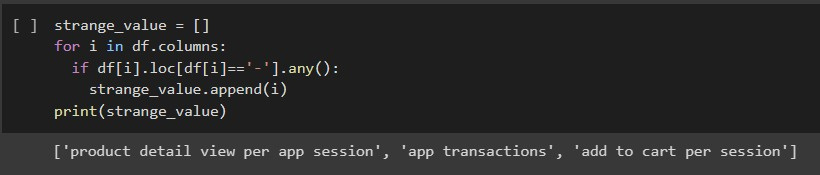 [ ] strange_value = []
for i in df.columns:
  if df[i].loc[df[i]=='-'].any():
    strange_value.append(i)
print(strange_value)
['product detail view per app session', 'app transactions', 'add to cart per session']